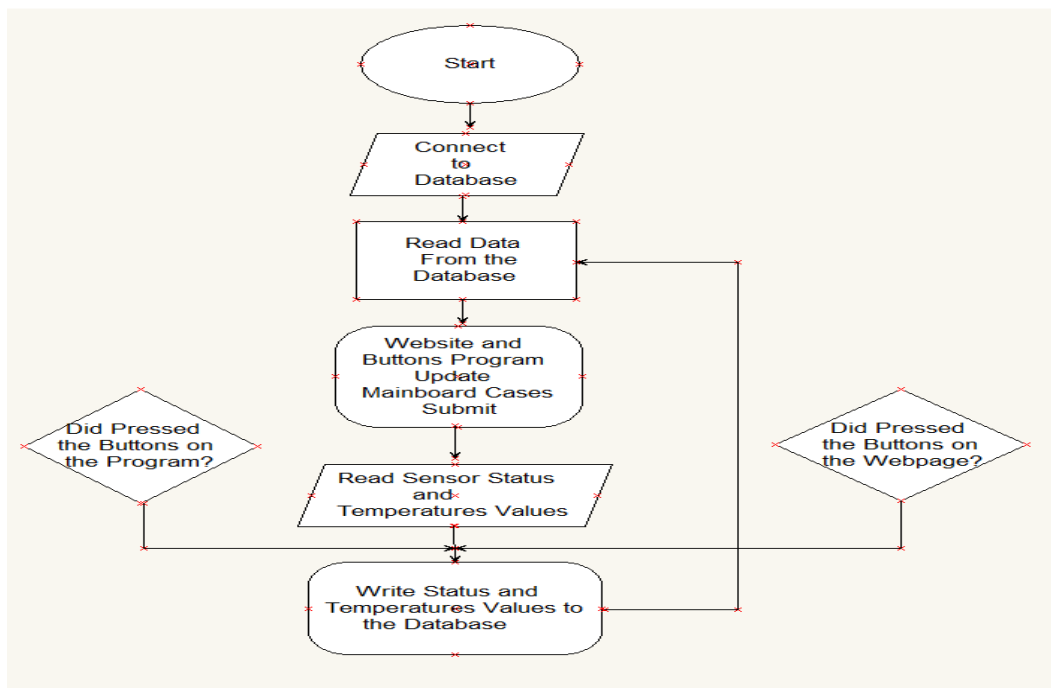 Start
Connect
to
Database
Read Data
From the
Database
Website and
Buttons Program
Update
Mainboard Cases
Submit
Did Pressed
the Buttons on
the Program?
Did Pressed
the Buttons on
the Webpage?
Read Sensor Status
and
Temperatures Values
Write Status and
Temperatures Values to
the Database